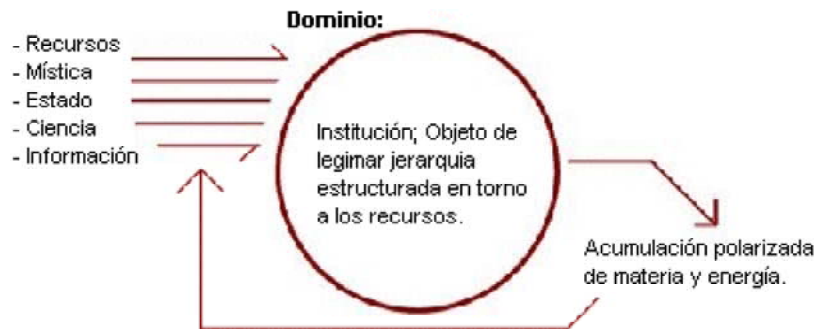 Dominio:
- Recursos
- Mística
- Estado
- Ciencia
- Información
Institución; Objeto de
legimar jerarquia
estructurada en torno
a los recursos.
Acumulación polarizada
de materia y energía.